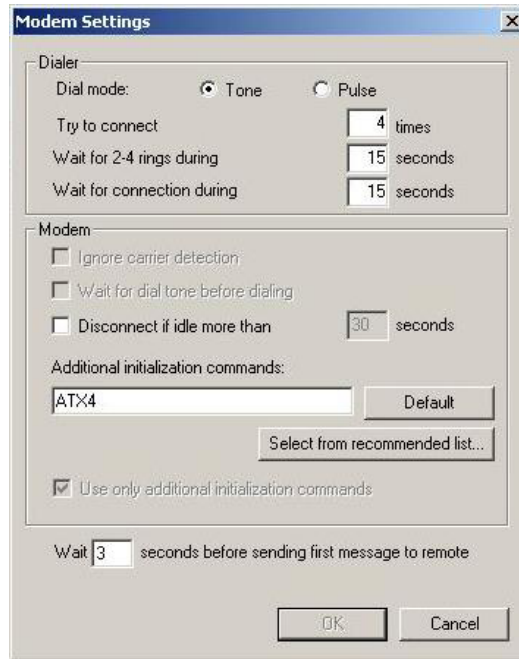 Modem Settings
Dialer
Dial mode: Tone Pulse
Try to connect 4 times
Wait for 2-4 rings during 15 seconds
Wait for connection during 15 seconds
Modem
Ignore carrier detection
Wait for dial tone before dialing
Disconnect if idle more than 30 seconds
Additional initialization commands:
ATX4 Default
Select from recommended list...
Use only additional initialization commands
Wait 3 seconds before sending first message to remote
OK Cancel